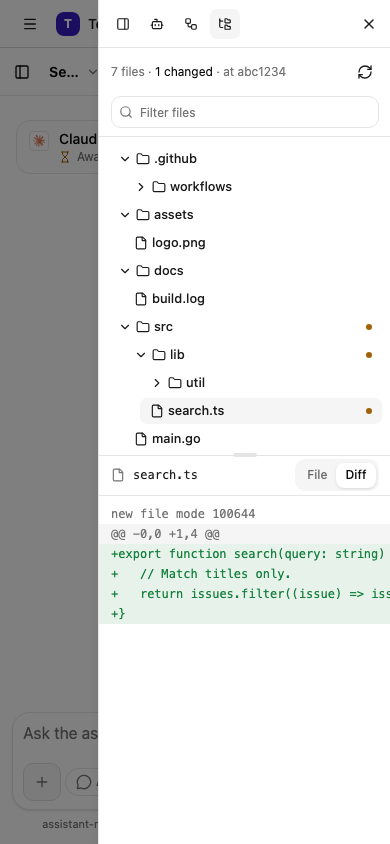 T
Te
7 files · 1 changed · at abc1234
Se...
Filter files
Claud
Awa
.github
workflows
assets
logo.png
docs
build.log
src
lib
util
search.ts
main.go
search.ts
File
Diff
new file mode 100644
@@ -0,0 +1,4 @@
+export function search(query: string)
+   // Match titles only.
+   return issues.filter((issue) => iss
+}
Ask the as
assistant-r